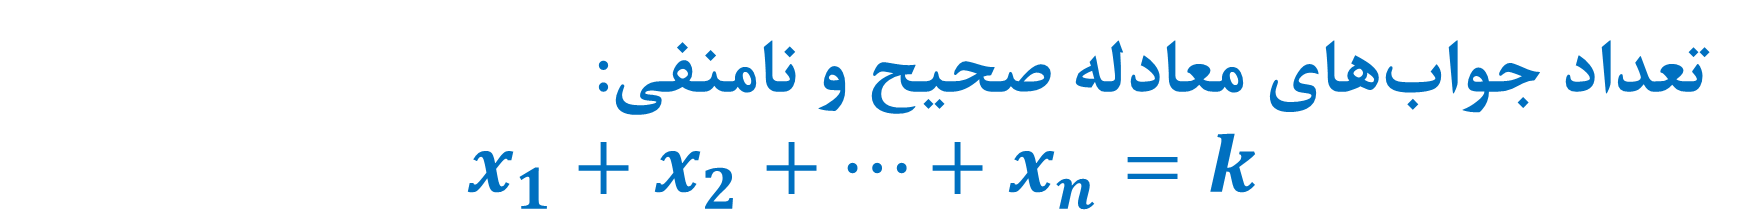 تعداد جواب‌های معادله صحیح و نامنفی:
x₁ + x₂ + ⋯ + xₙ = k